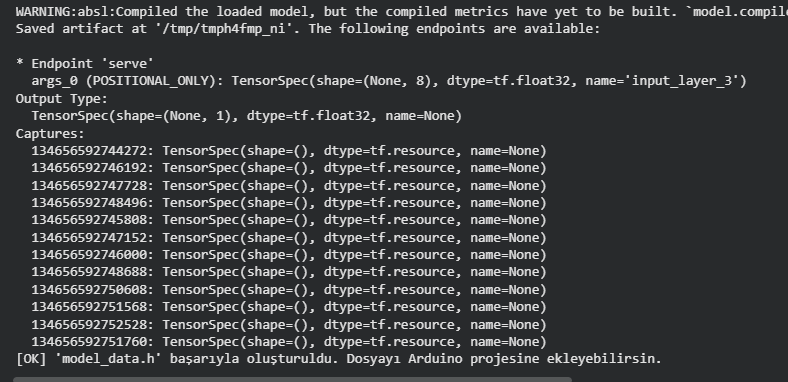 WARNING:absl:Compiled the loaded model, but the compiled metrics have yet to be built. `model.compile
Saved artifact at '/tmp/tmph4fmp_ni'. The following endpoints are available:

* Endpoint 'serve'
  args_0 (POSITIONAL_ONLY): TensorSpec(shape=(None, 8), dtype=tf.float32, name='input_layer_3')
Output Type:
  TensorSpec(shape=(None, 1), dtype=tf.float32, name=None)
Captures:
  134656592744272: TensorSpec(shape=(), dtype=tf.resource, name=None)
  134656592746192: TensorSpec(shape=(), dtype=tf.resource, name=None)
  134656592747728: TensorSpec(shape=(), dtype=tf.resource, name=None)
  134656592748496: TensorSpec(shape=(), dtype=tf.resource, name=None)
  134656592745808: TensorSpec(shape=(), dtype=tf.resource, name=None)
  134656592747152: TensorSpec(shape=(), dtype=tf.resource, name=None)
  134656592746000: TensorSpec(shape=(), dtype=tf.resource, name=None)
  134656592748688: TensorSpec(shape=(), dtype=tf.resource, name=None)
  134656592750608: TensorSpec(shape=(), dtype=tf.resource, name=None)
  134656592751568: TensorSpec(shape=(), dtype=tf.resource, name=None)
  134656592752528: TensorSpec(shape=(), dtype=tf.resource, name=None)
  134656592751760: TensorSpec(shape=(), dtype=tf.resource, name=None)
[OK] 'model_data.h' başarıyla oluşturuldu. Dosyayı Arduino projesine ekleyebilirsin.